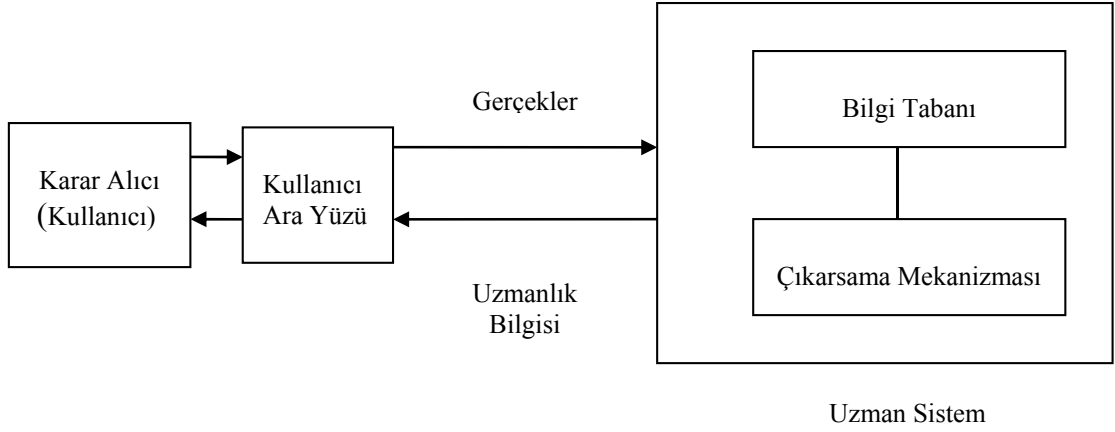 Karar Alıcı
(Kullanıcı)
Kullanıcı
Ara Yüzü
Gerçekler
Uzmanlık
Bilgisi
Bilgi Tabanı
Çıkarsama Mekanizması
Uzman Sistem